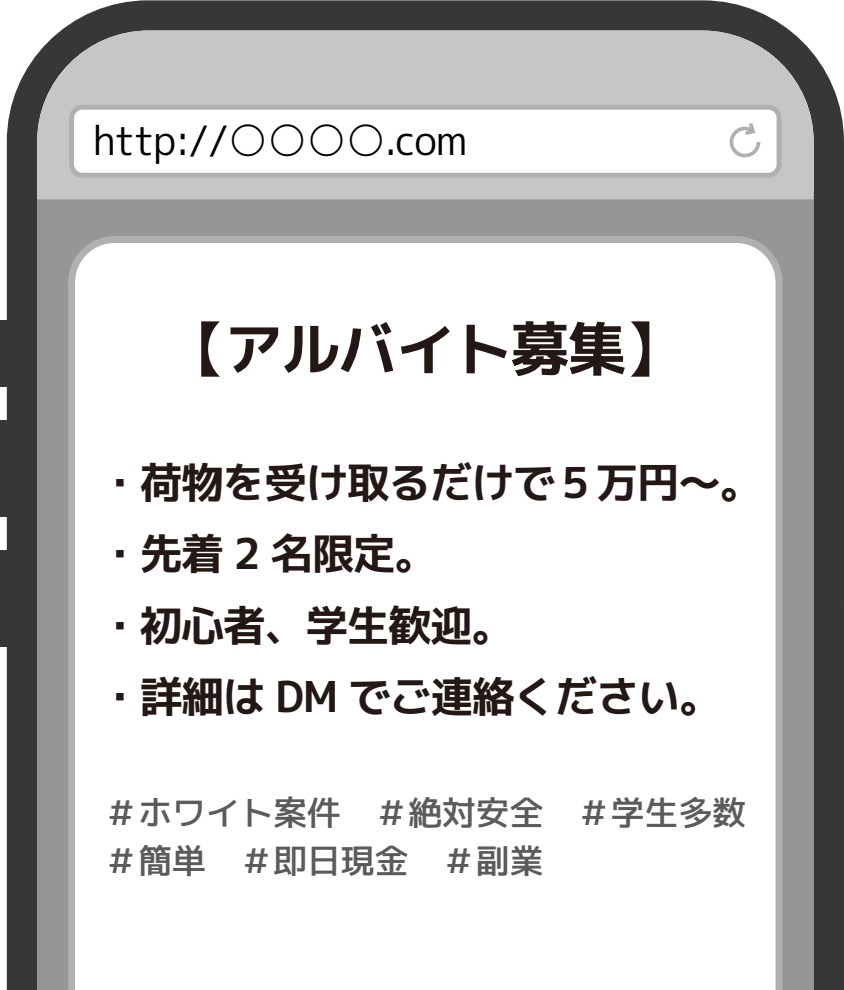 http://〇〇〇〇.com
【アルバイト募集】
・荷物を受け取るだけで５万円〜。
・先着 2 名限定。
・初心者、学生歓迎。
・詳細は DM でご連絡ください。
＃ホワイト案件　＃絶対安全　＃学生多数
＃簡単　＃即日現金　＃副業